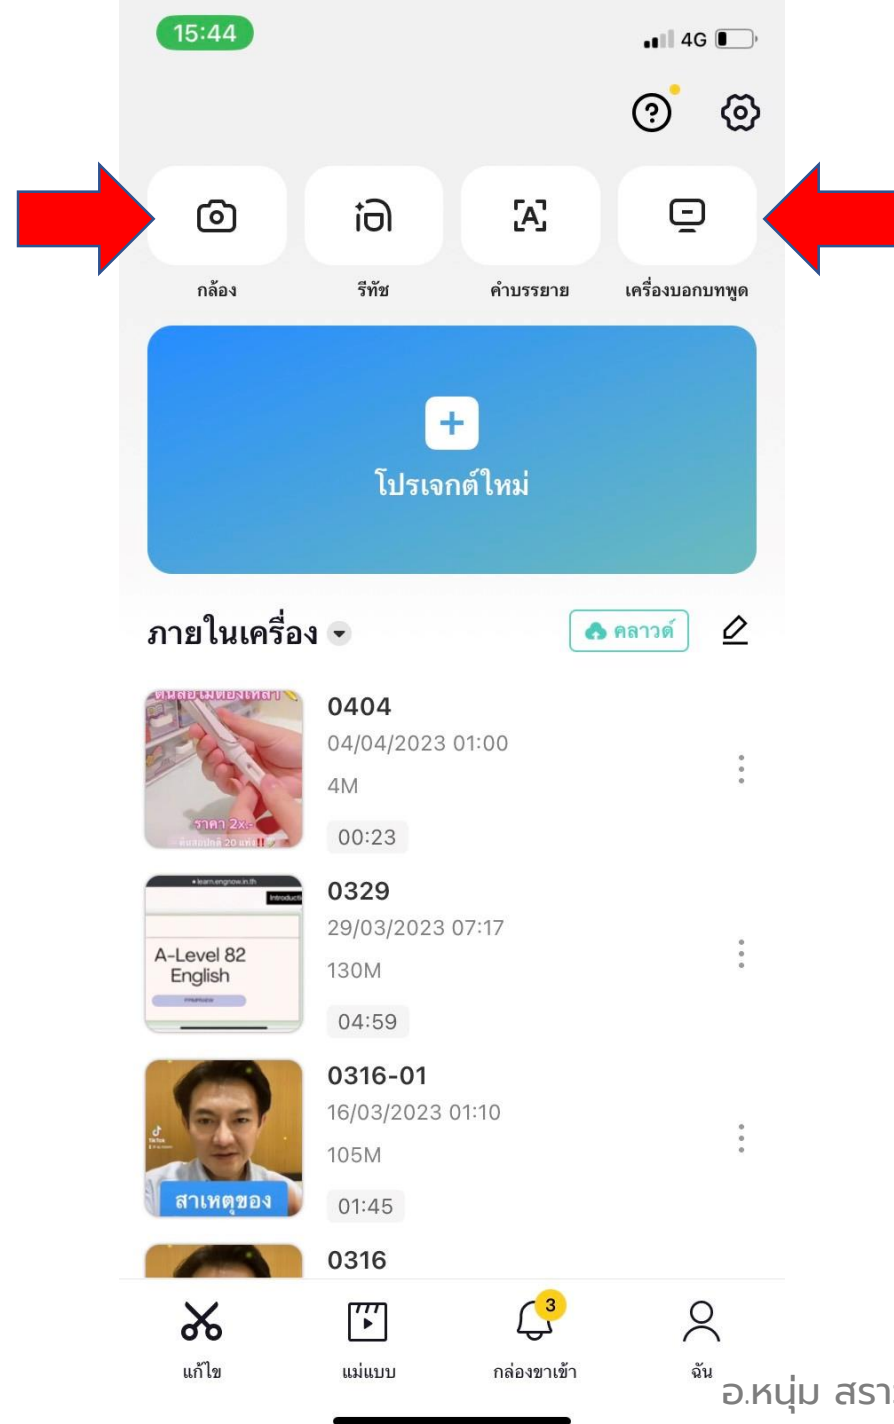 15:44
4G
กล้อง
รีทัช
คำบรรยาย
เครื่องบอกบทพูด
โปรเจกต์ใหม่
ภายในเครื่อง
คลาวด์
ราคา 2x.-
0404
04/04/2023 01:00
4M
00:23
learn.engnow.in.th
A-Level 82
English
0329
29/03/2023 07:17
130M
04:59
TikTok
สาเหตุของ
0316-01
16/03/2023 01:10
105M
01:45
0316
3
แก้ไข
แม่แบบ
กล่องขาเข้า
ฉัน
อ.หนุ่ม